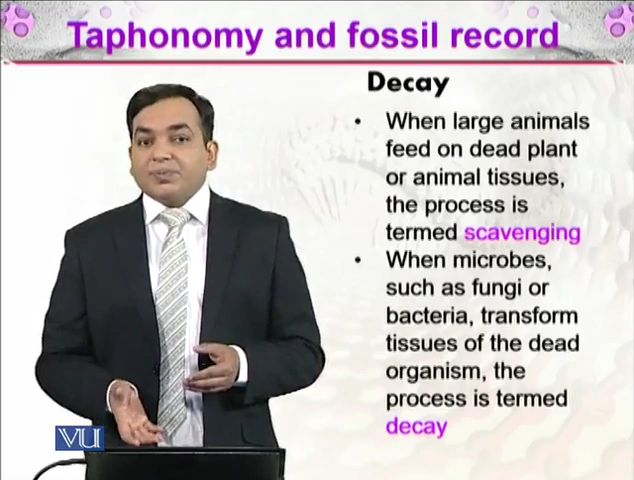 Taphonomy and fossil record
Decay
• When large animals
feed on dead plant
or animal tissues,
the process is
termed scavenging
• When microbes,
such as fungi or
bacteria, transform
tissues of the dead
organism, the
process is termed
decay
VU